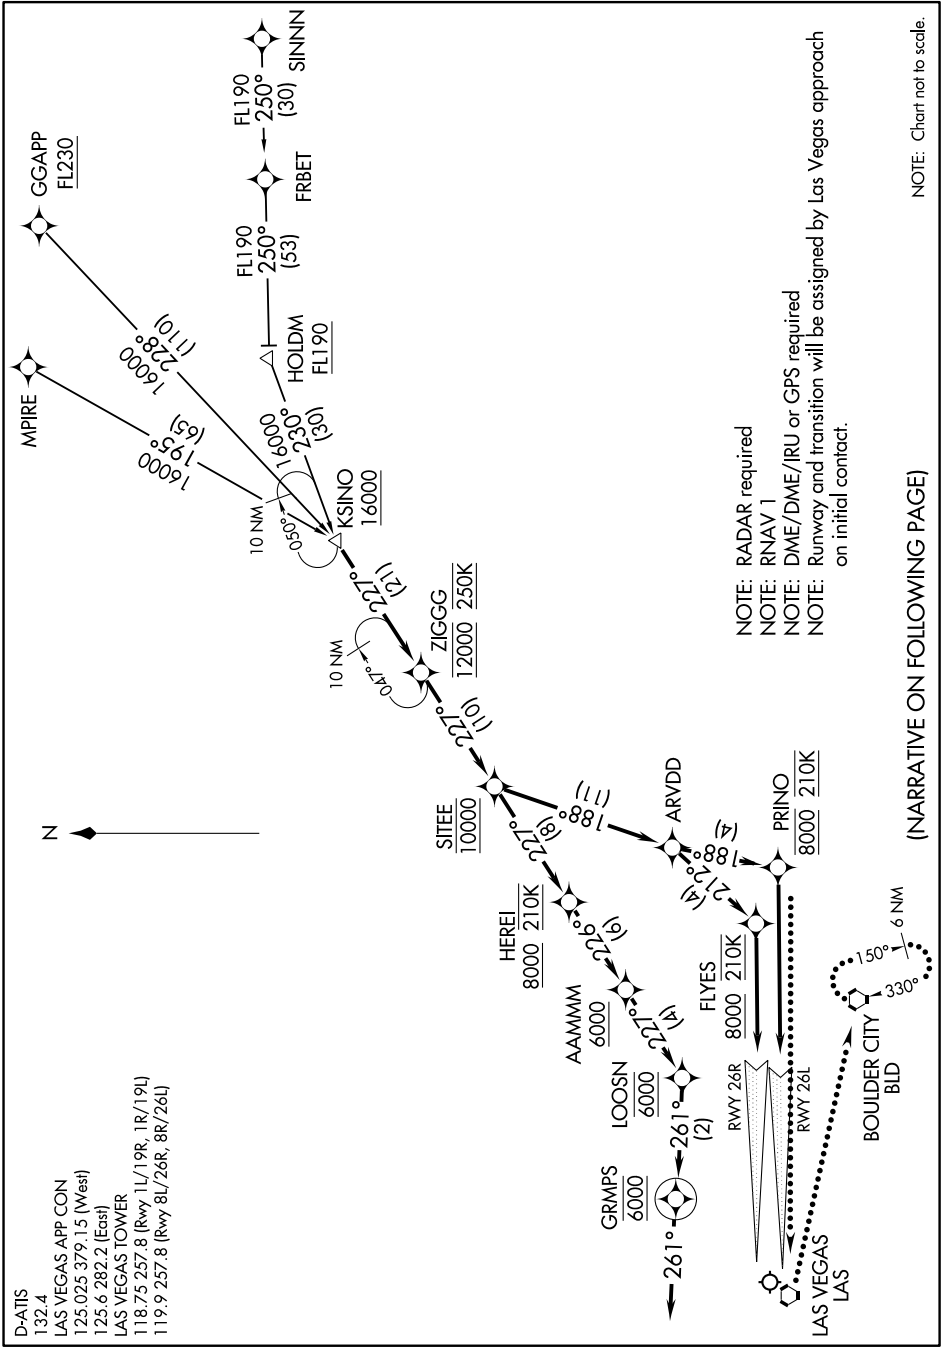 D-ATIS
132.4
LAS VEGAS APP CON
125.025 379.15 (West)
125.6 282.2 (East)
LAS VEGAS TOWER
118.75 257.8 (Rwy 1L/19R, 1R/19L)
119.9 257.8 (Rwy 8L/26R, 8R/26L)
N
MPIRE
GGAPP
FL230
SINNN
FL190
250°
(30)
FRBET
FL190
250°
(53)
HOLDM
FL190
16000
228°
(110)
16000
195°
(65)
16000
230°
(30)
10 NM
050°
KSINO
16000
227°
(21)
10 NM
047°
ZIGGG
12000 250K
227°
(10)
SITEE
10000
227°
(8)
188°
(11)
HEREI
8000 210K
226°
(6)
AAMMM
6000
227°
(4)
LOOSN
6000
261°
(2)
GRMPS
6000
261°
ARVDD
212°
(4)
188°
(4)
FLYES
8000 210K
PRINO
8000 210K
RWY 26R
RWY 26L
LAS VEGAS
LAS
BOULDER CITY
BLD
150°
6 NM
330°
NOTE: RADAR required
NOTE: RNAV 1
NOTE: DME/DME/IRU or GPS required
NOTE: Runway and transition will be assigned by Las Vegas approach
on initial contact.
(NARRATIVE ON FOLLOWING PAGE)
NOTE: Chart not to scale.